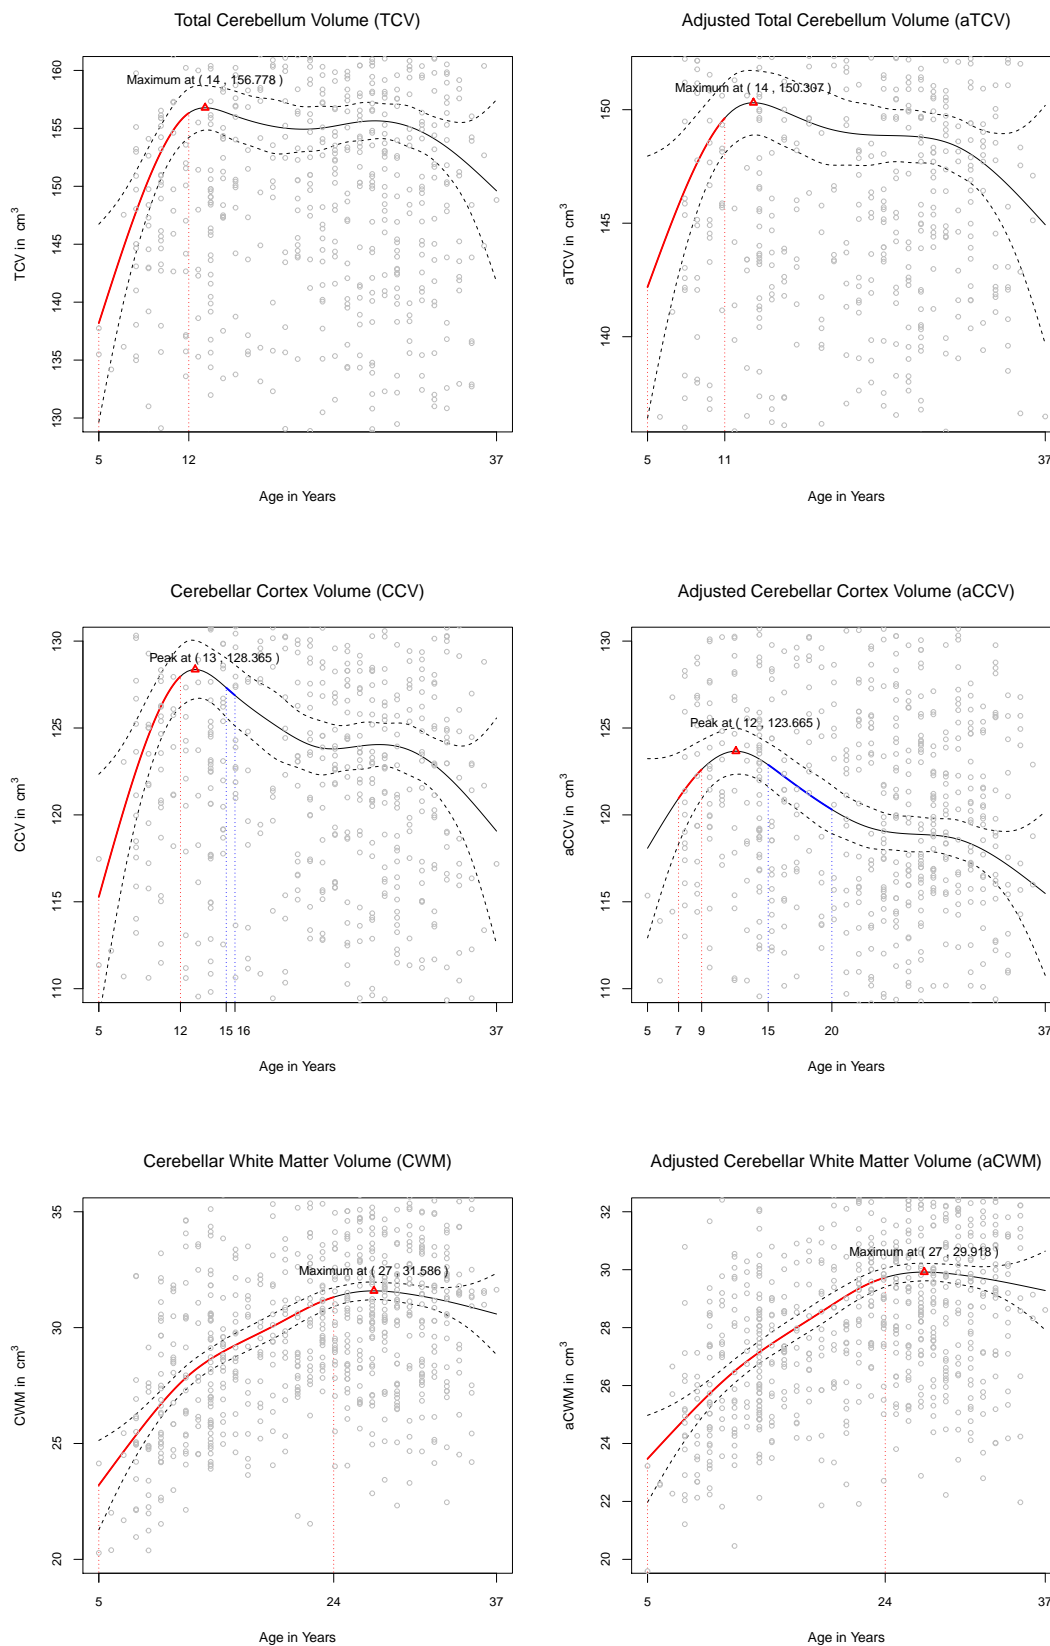 Total Cerebellum Volume (TCV)
Maximum at ( 14 , 156.778 )
TCV in cm3
130 135 140 145 150 155 160
5 12 37
Age in Years
Adjusted Total Cerebellum Volume (aTCV)
Maximum at ( 14 , 150.307 )
aTCV in cm3
140 145 150
5 11 37
Age in Years
Cerebellar Cortex Volume (CCV)
Peak at ( 13 , 128.365 )
CCV in cm3
110 115 120 125 130
5 12 15 16 37
Age in Years
Adjusted Cerebellar Cortex Volume (aCCV)
Peak at ( 12 , 123.665 )
aCCV in cm3
110 115 120 125 130
5 7 9 15 20 37
Age in Years
Cerebellar White Matter Volume (CWM)
Maximum at ( 27 , 31.586 )
CWM in cm3
20 25 30 35
5 24 37
Age in Years
Adjusted Cerebellar White Matter Volume (aCWM)
Maximum at ( 27 , 29.918 )
aCWM in cm3
20 22 24 26 28 30 32
5 24 37
Age in Years